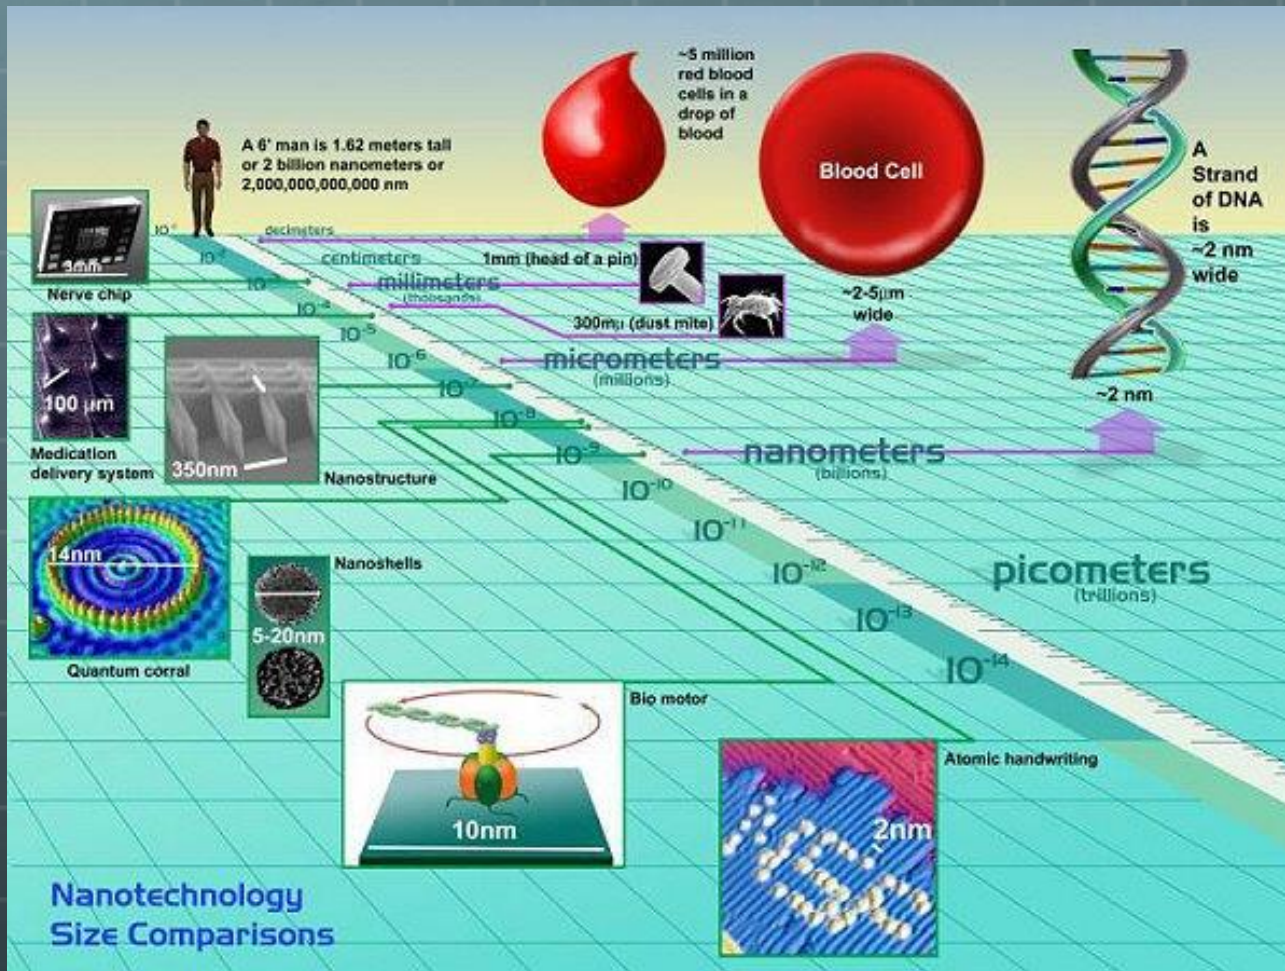 A 6' man is 1.62 meters tall
or 2 billion nanometers or
2,000,000,000,000 nm
~5 million
red blood
cells in a
drop of
blood
Blood Cell
A
Strand
of DNA
is
~2 nm
wide
3mm
Nerve chip
decimeters
centimeters
1mm (head of a pin)
millimeters
(thousands)
300mμ (dust mite)
~2-5μm
wide
micrometers
(millions)
~2 nm
nanometers
(billions)
picometers
(trillions)
10⁻⁴
10⁻⁵
10⁻⁶
10⁻⁷
10⁻⁸
10⁻⁹
10⁻¹⁰
10⁻¹¹
10⁻¹²
10⁻¹³
10⁻¹⁴
100 μm
Medication
delivery system
350nm
Nanostructure
14nm
Quantum corral
Nanoshells
5-20nm
Bio motor
10nm
Atomic handwriting
2nm
Nanotechnology
Size Comparisons